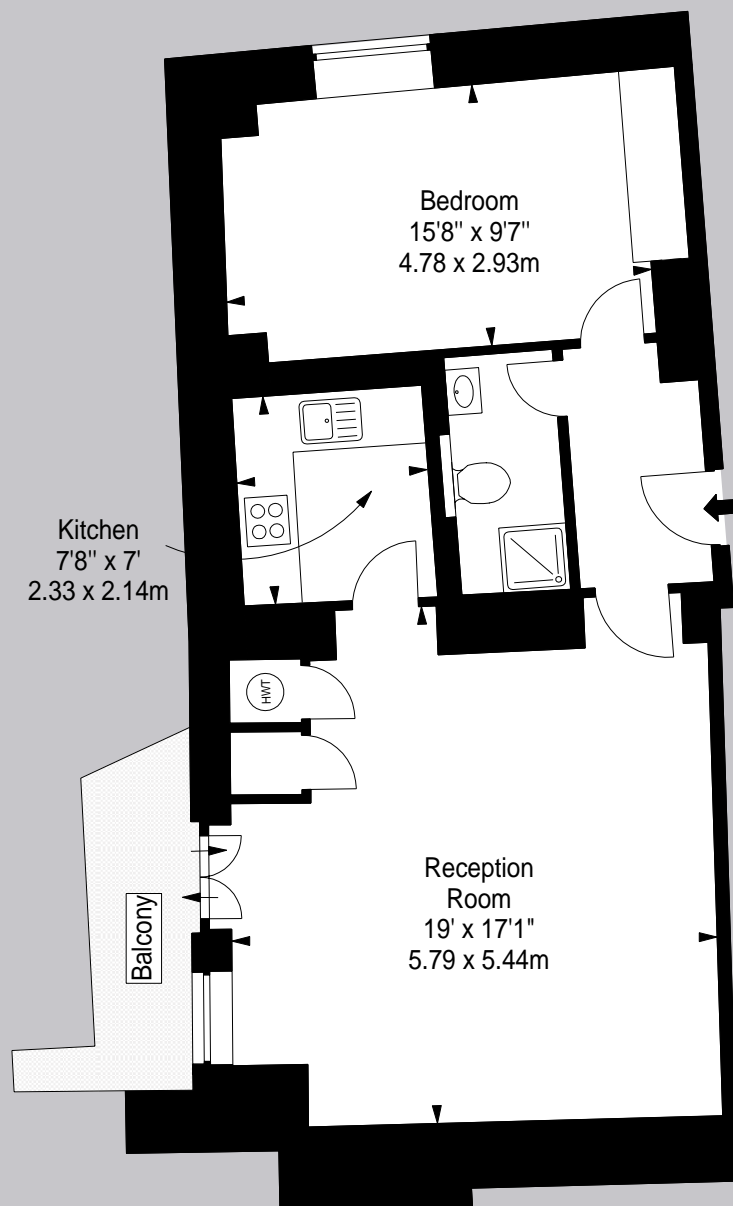 Bedroom
15'8" x 9'7"
4.78 x 2.93m
Kitchen
7'8" x 7'
2.33 x 2.14m
HWT
Reception
Room
19' x 17'1"
5.79 x 5.44m
Balcony